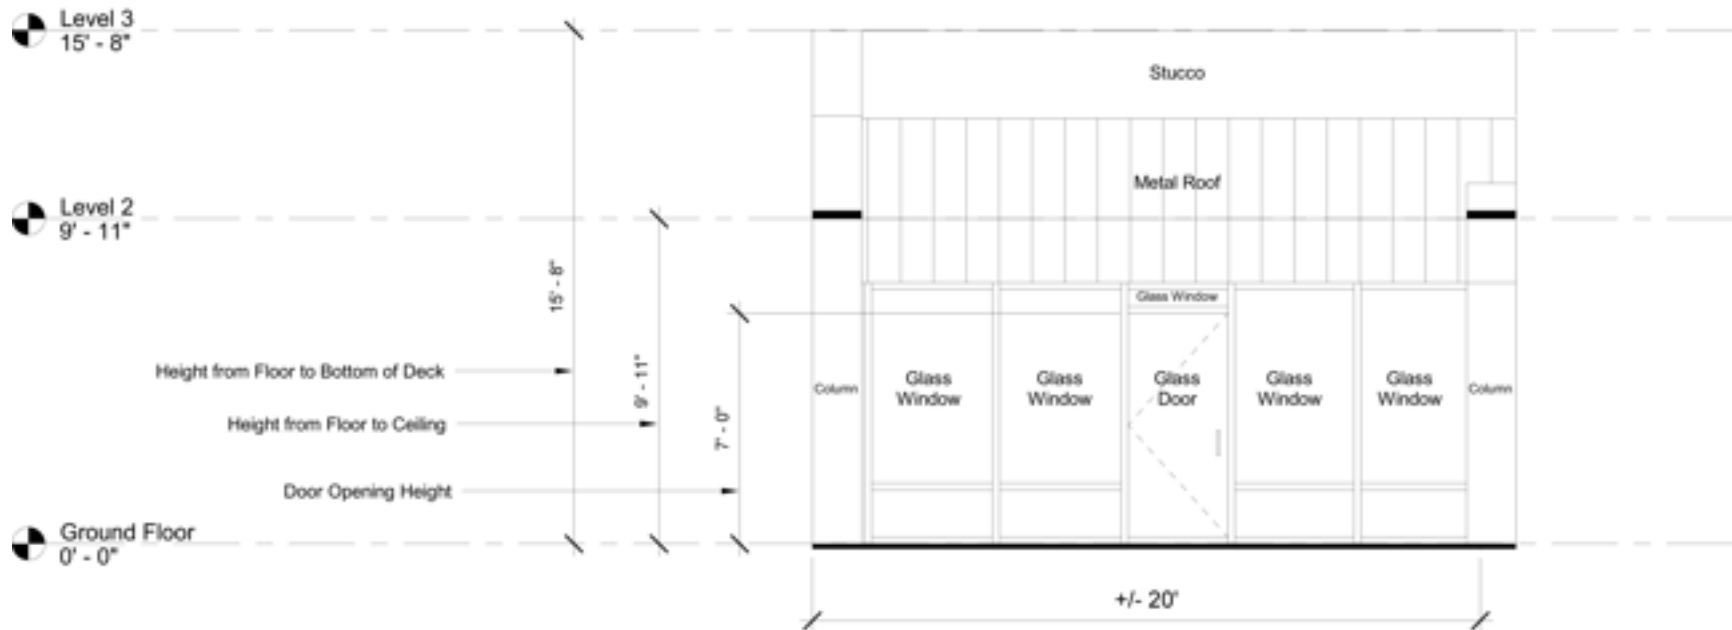 Level 3
15' - 8"
Stucco
Metal Roof
Level 2
9' - 11"
15' - 8"
Glass Window
9' - 11"
Height from Floor to Bottom of Deck
7' - 0"
Column
Glass
Window
Glass
Window
Glass
Door
Glass
Window
Glass
Window
Column
Height from Floor to Ceiling
Door Opening Height
Ground Floor
0' - 0"
+/- 20'